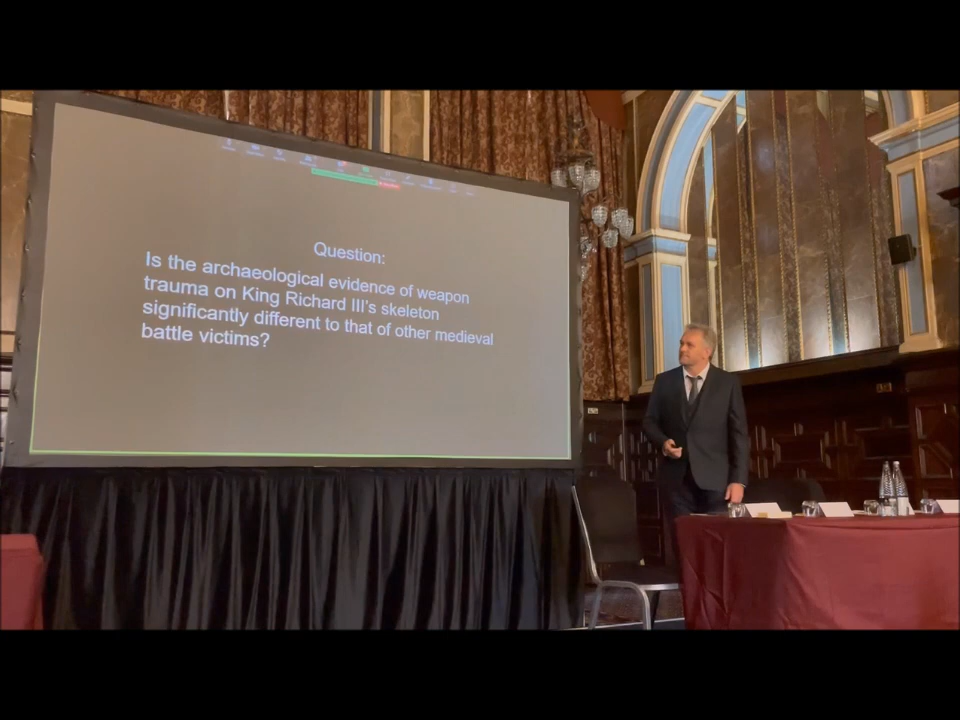 Question:
Is the archaeological evidence of weapon
trauma on King Richard III's skeleton
significantly different to that of other medieval
battle victims?